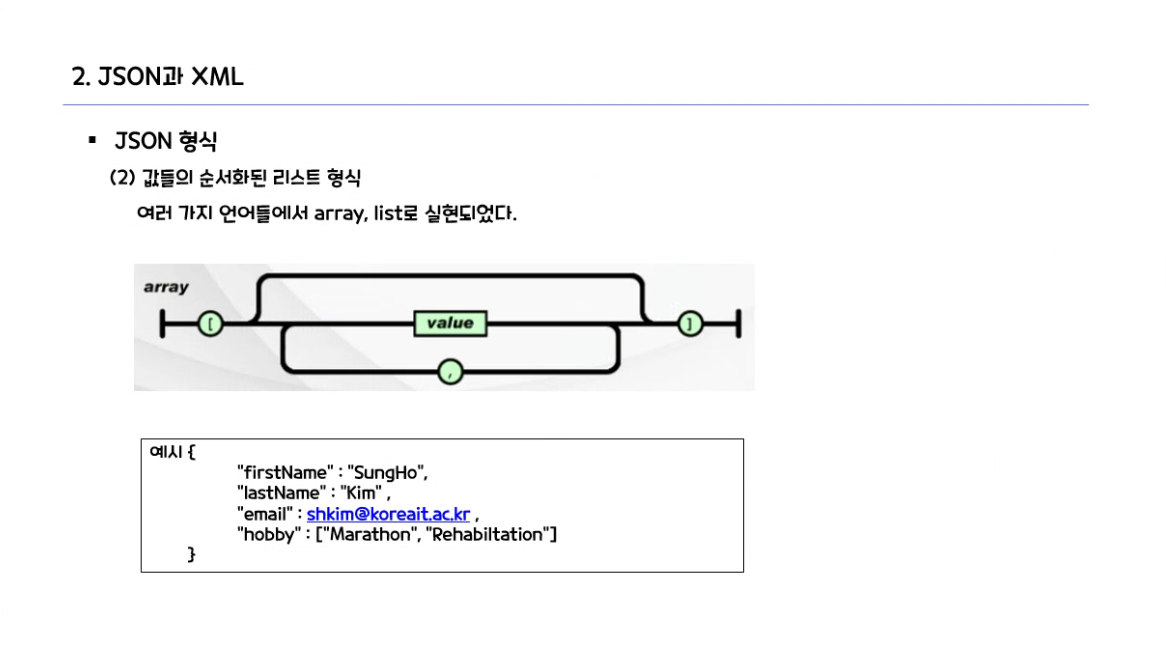 2. JSON과 XML
▪ JSON 형식
(2) 값들의 순서화된 리스트 형식
여러 가지 언어들에서 array, list로 실현되었다.
array
[ value ]
,
예시 {
"firstName" : "SungHo",
"lastName" : "Kim" ,
"email" : shkim@koreait.ac.kr ,
"hobby" : ["Marathon", "Rehabiltation"]
}